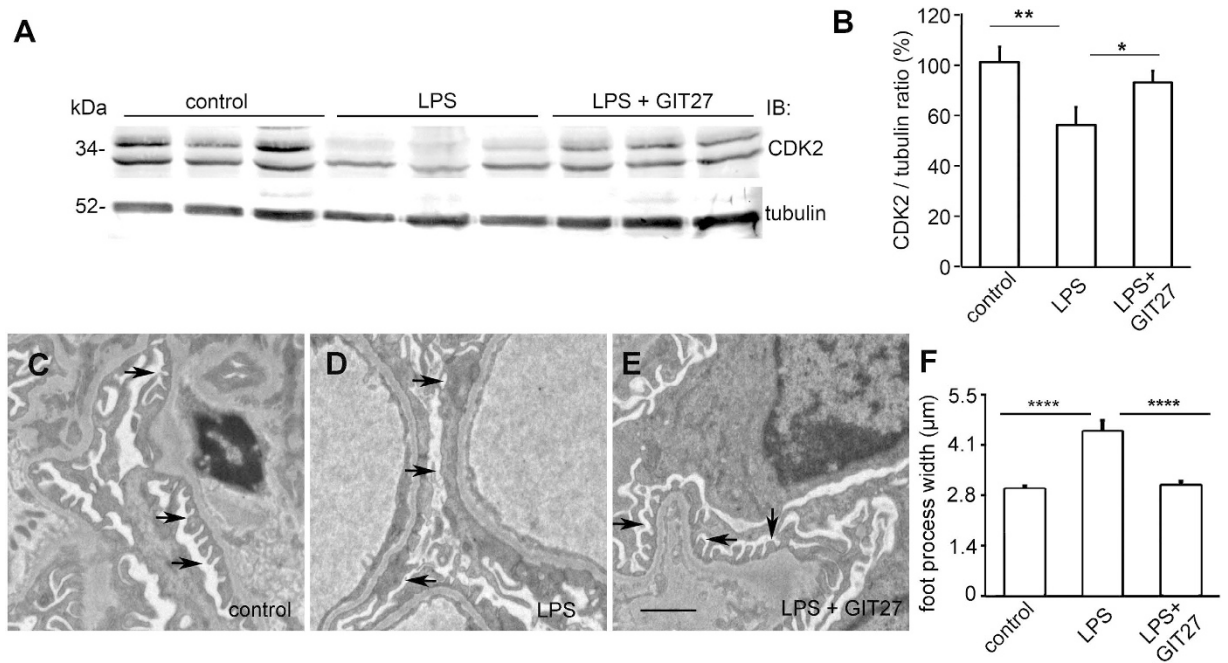 A
kDa
control
LPS
LPS + GIT27
IB:
34-
CDK2
52-
tubulin
B
CDK2 / tubulin ratio (%)
120
100
80
60
40
20
0
**
*
control
LPS
LPS+
GIT27
C
control
D
LPS
E
LPS + GIT27
F
foot process width (µm)
5.5
4.1
2.8
1.4
0
****
****
control
LPS
LPS+
GIT27